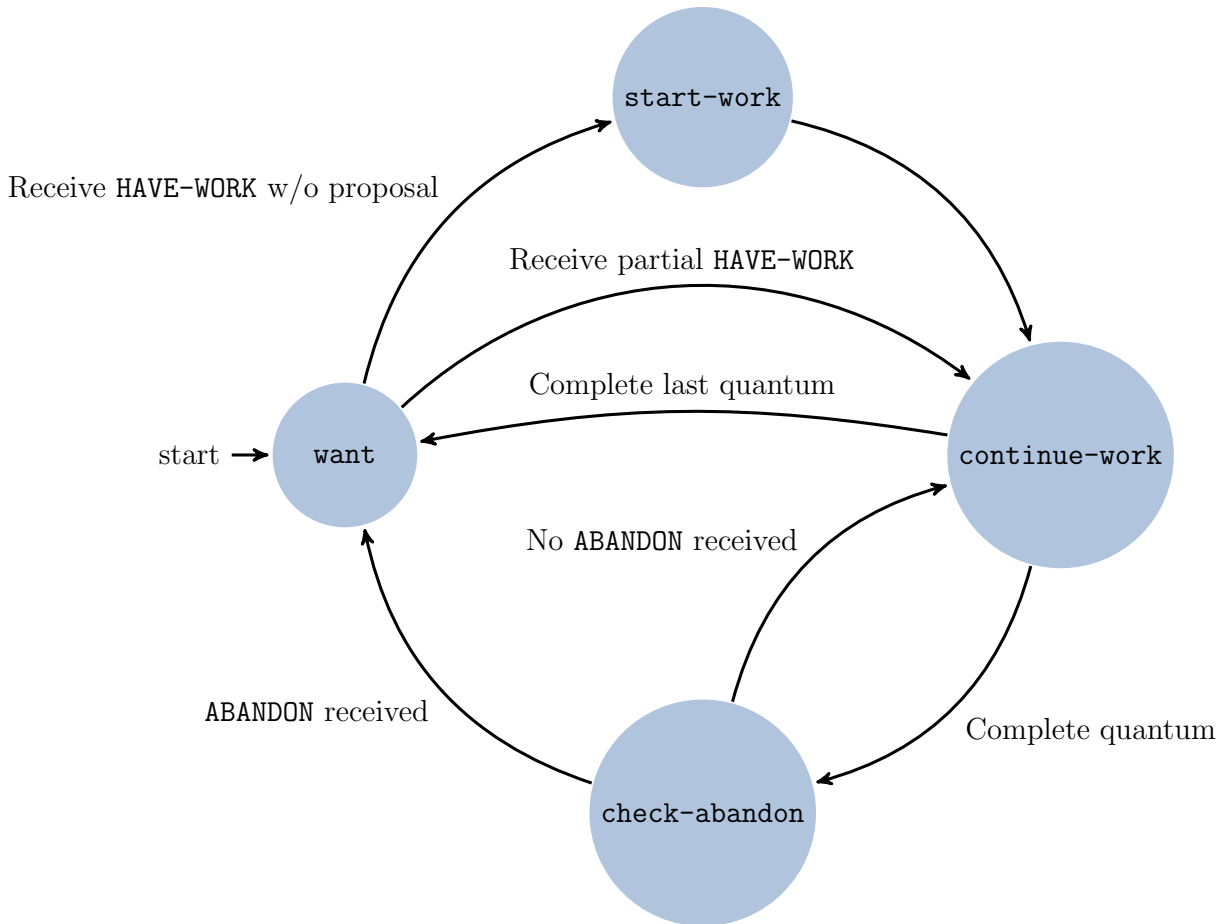 start-work
Receive HAVE-WORK w/o proposal
Receive partial HAVE-WORK
Complete last quantum
start
want
continue-work
No ABANDON received
ABANDON received
Complete quantum
check-abandon